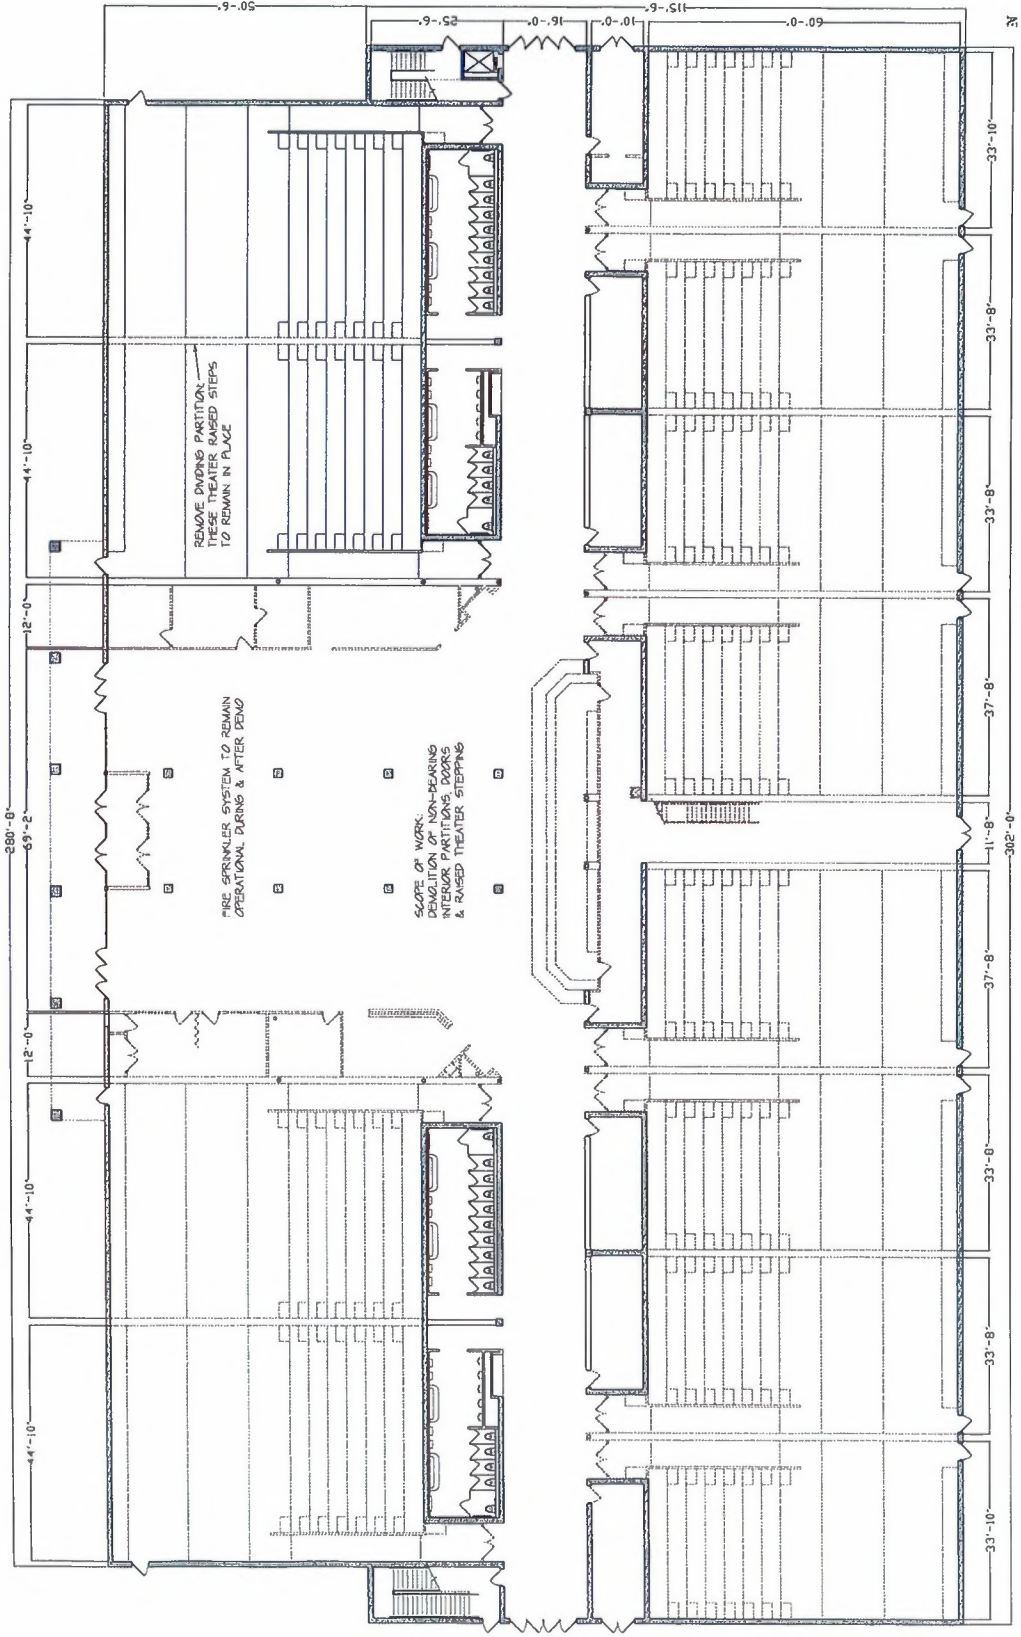 50'-6"
115'-6"
25'-6"
16'-0"
10'-0"
60'-0"
N
280'-8"
44'-10"
44'-10"
12'-0"
69'-2"
12'-0"
44'-10"
44'-10"
REMOVE DIVIDING PARTITION;
THESE THEATER RAISED STEPS
TO REMAIN IN PLACE
FIRE SPRINKLER SYSTEM TO REMAIN
OPERATIONAL DURING & AFTER DEMO
SCOPE OF WORK:
DEMOLITION OF NON-BEARING
INTERIOR PARTITIONS, DOORS
& RAISED THEATER STEPPING
33'-10"
33'-8"
33'-8"
37'-8"
11'-8"
37'-8"
33'-8"
33'-8"
33'-10"
302'-0"